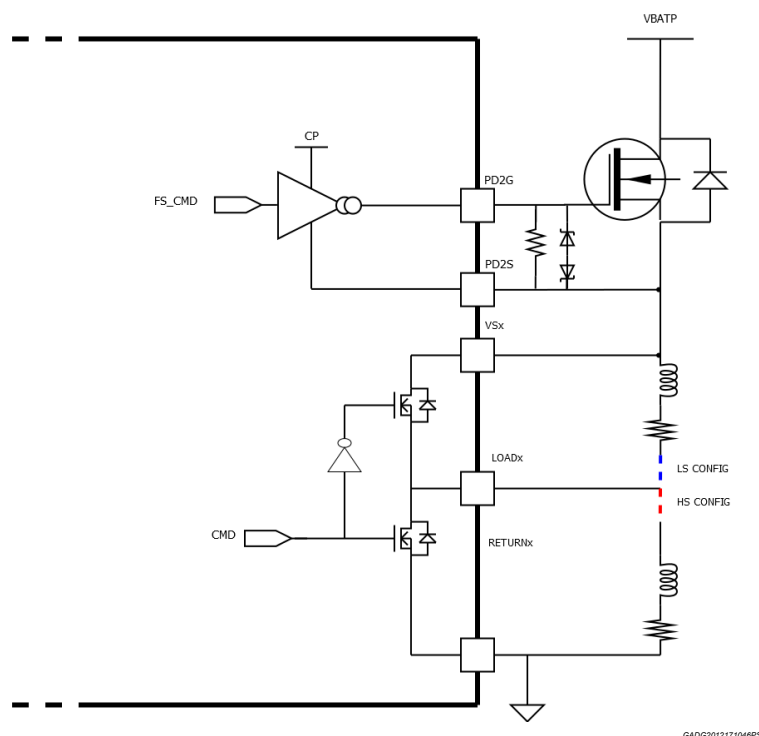 VBATP
CP
PD2G
FS_CMD
PD2S
VSx
LOADx
LS CONFIG
HS CONFIG
CMD
RETURNx